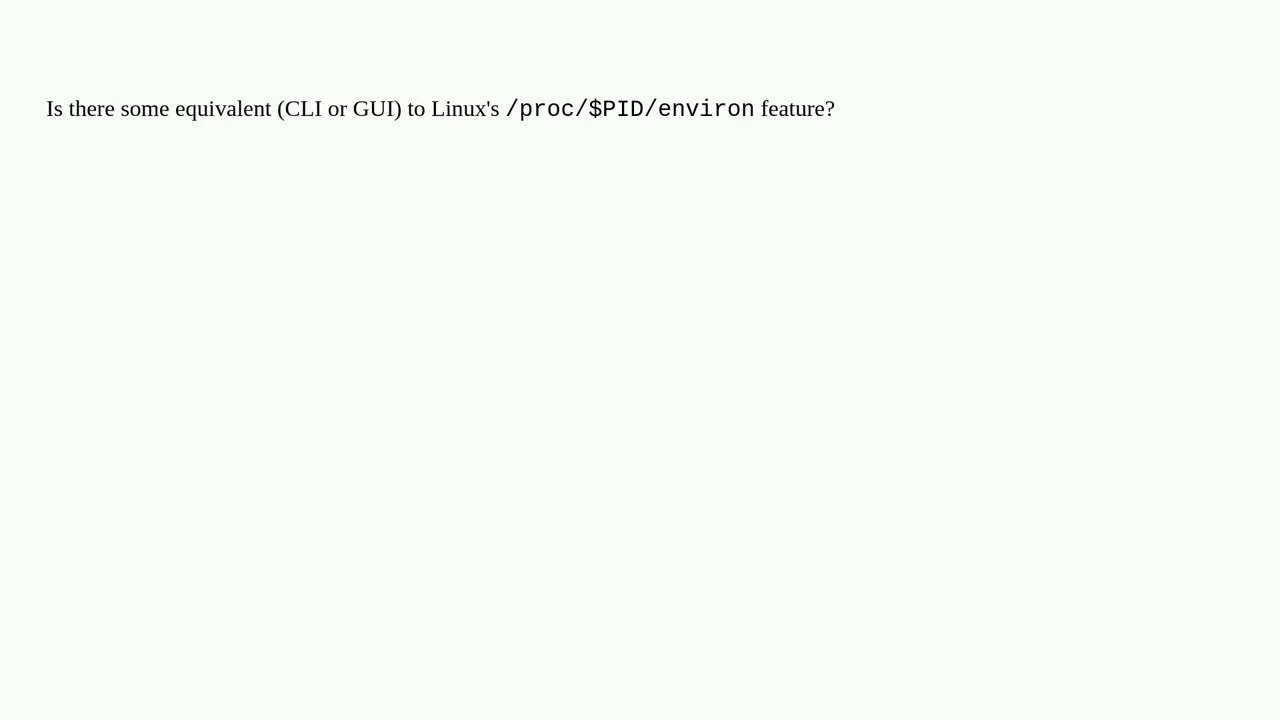 Is there some equivalent (CLI or GUI) to Linux's /proc/$PID/environ feature?